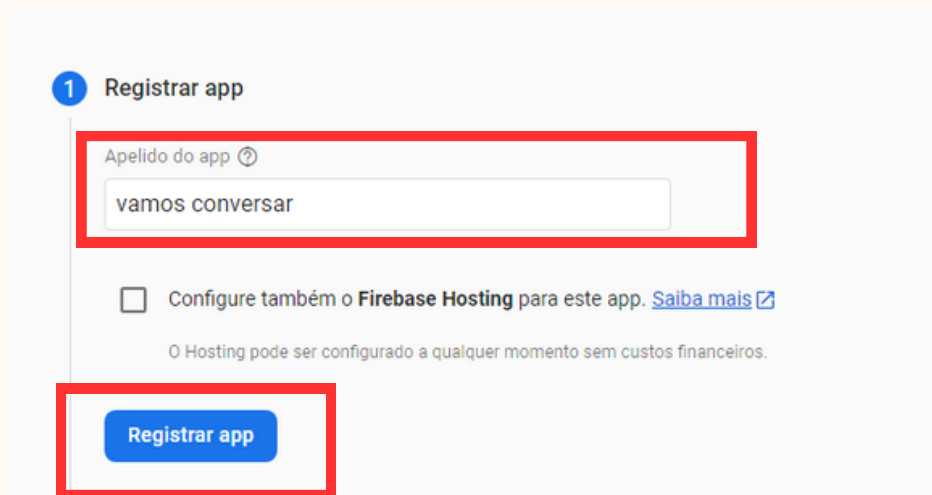 1 Registrar app
Apelido do app
vamos conversar
Configure também o Firebase Hosting para este app. Saiba mais
O Hosting pode ser configurado a qualquer momento sem custos financeiros.
Registrar app